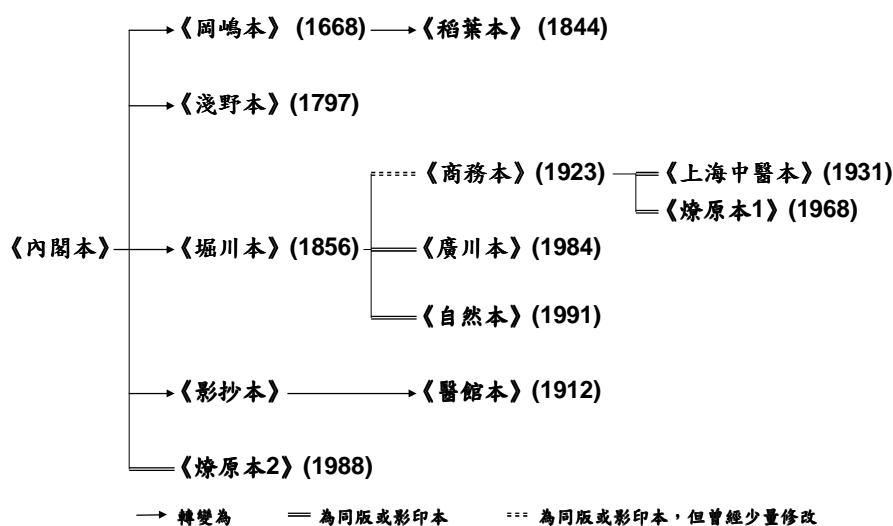 《岡嶋本》(1668)
《稻葉本》(1844)
《淺野本》(1797)
《商務本》(1923)
《上海中醫本》(1931)
《燎原本1》(1968)
《內閣本》
《堀川本》(1856)
《廣川本》(1984)
《自然本》(1991)
《影抄本》
《醫館本》(1912)
《燎原本2》(1988)
轉變為
為同版或影印本
為同版或影印本，但曾經少量修改